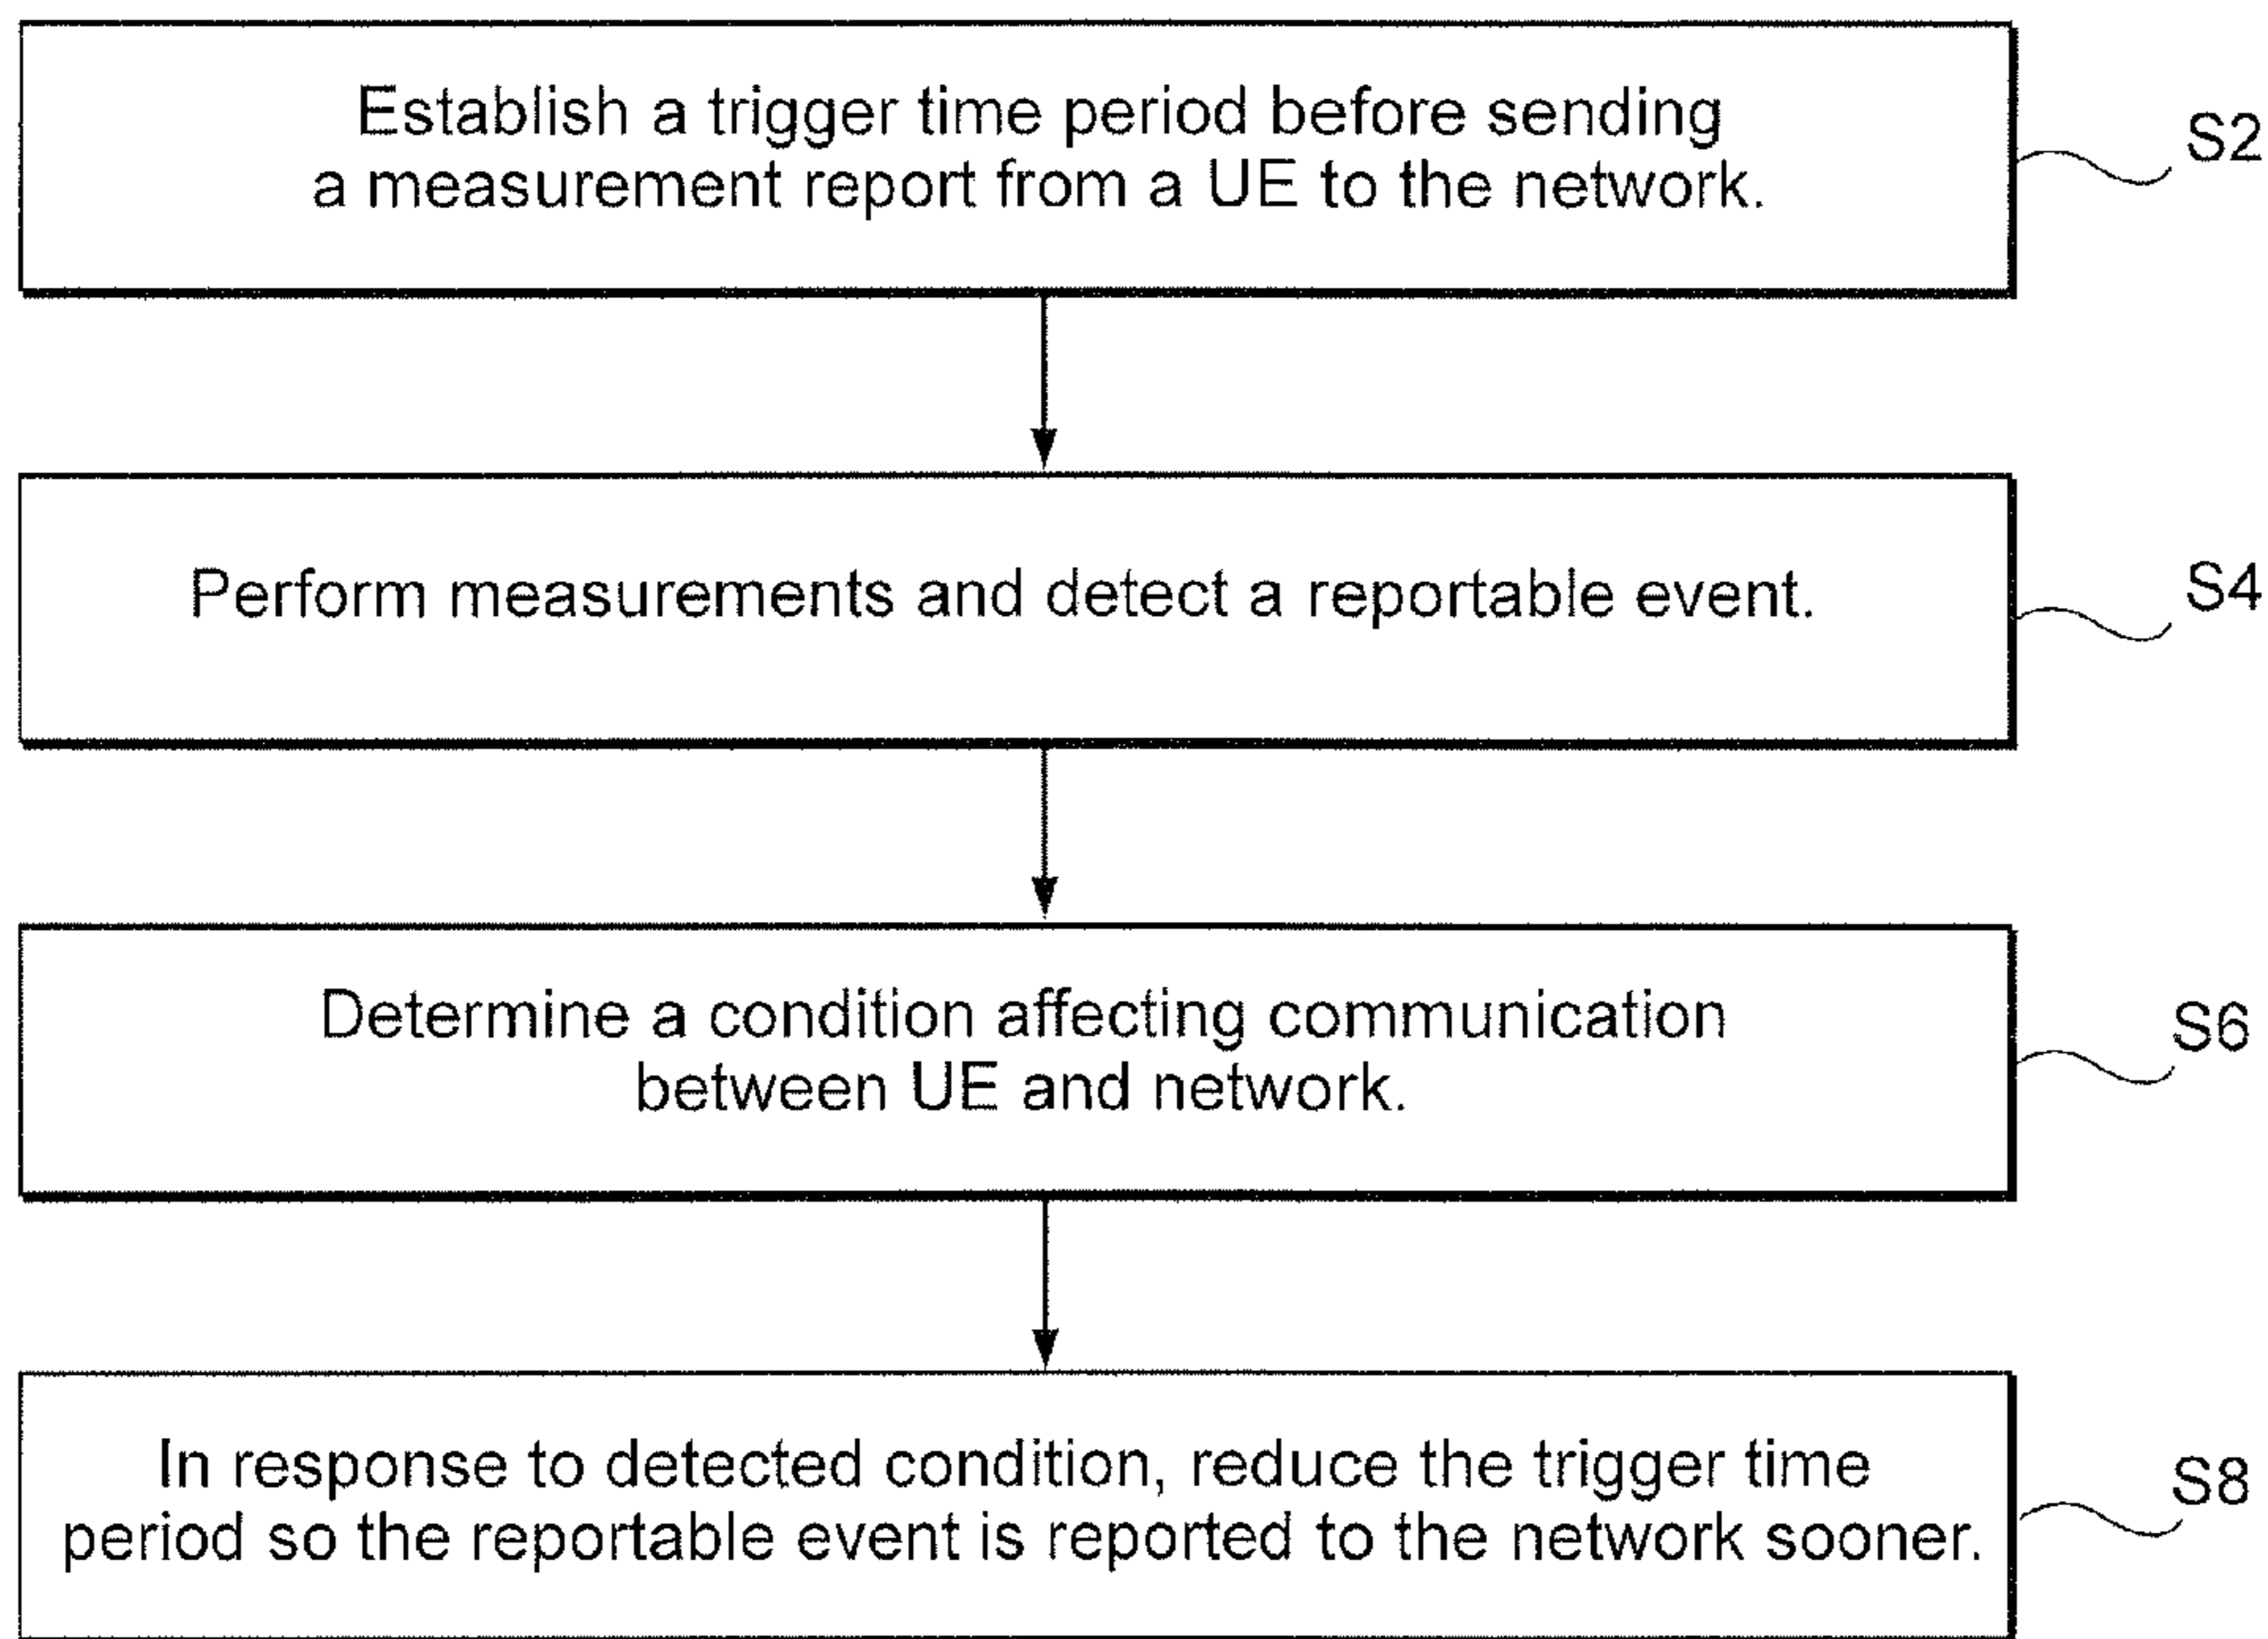 Establish a trigger time period before sending
a measurement report from a UE to the network.
S2
Perform measurements and detect a reportable event.
S4
Determine a condition affecting communication
between UE and network.
S6
In response to detected condition, reduce the trigger time
period so the reportable event is reported to the network sooner.
S8